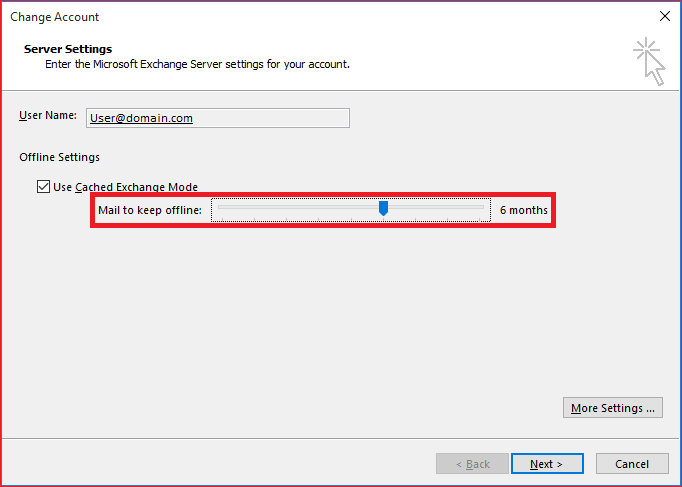 Change Account
Server Settings
Enter the Microsoft Exchange Server settings for your account.
User Name: User@domain.com
Offline Settings
Use Cached Exchange Mode
Mail to keep offline: 6 months
More Settings ...
< Back Next > Cancel